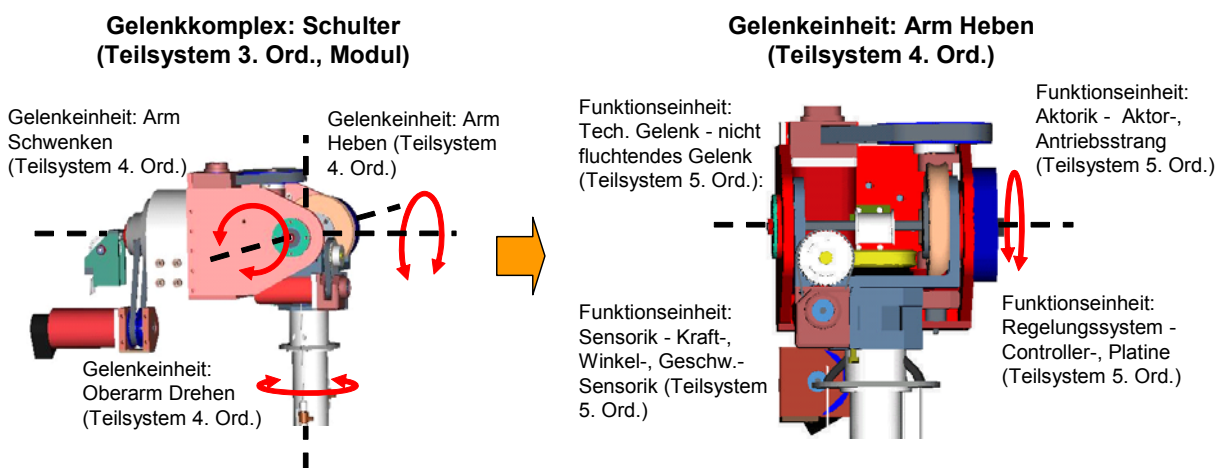 Gelenkkomplex: Schulter
(Teilsystem 3. Ord., Modul)
Gelenkeinheit: Arm
Schwenken
(Teilsystem 4. Ord.)
Gelenkeinheit: Arm
Heben (Teilsystem
4. Ord.)
Gelenkeinheit:
Oberarm Drehen
(Teilsystem 4. Ord.)
Gelenkeinheit: Arm Heben
(Teilsystem 4. Ord.)
Funktionseinheit:
Tech. Gelenk - nicht
fluchtendes Gelenk
(Teilsystem 5. Ord.):
Funktionseinheit:
Aktorik - Aktor-,
Antriebsstrang
(Teilsystem 5. Ord.)
Funktionseinheit:
Sensorik - Kraft-,
Winkel-, Geschw.-
Sensorik (Teilsystem
5. Ord.)
Funktionseinheit:
Regelungssystem -
Controller-, Platine
(Teilsystem 5. Ord.)